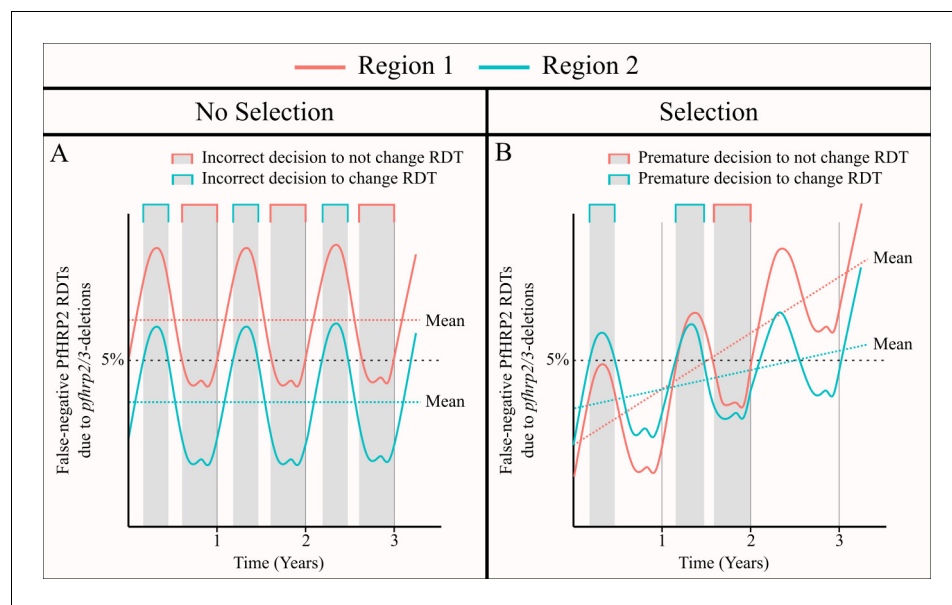 Region 1 Region 2
No Selection
Selection
A
Incorrect decision to not change RDT
Incorrect decision to change RDT
False-negative PfHRP2 RDTs
due to pfhrp2/3-deletions
5%
Mean
Mean
1 2 3
Time (Years)
B
Premature decision to not change RDT
Premature decision to change RDT
False-negative PfHRP2 RDTs
due to pfhrp2/3-deletions
5%
Mean
Mean
1 2 3
Time (Years)